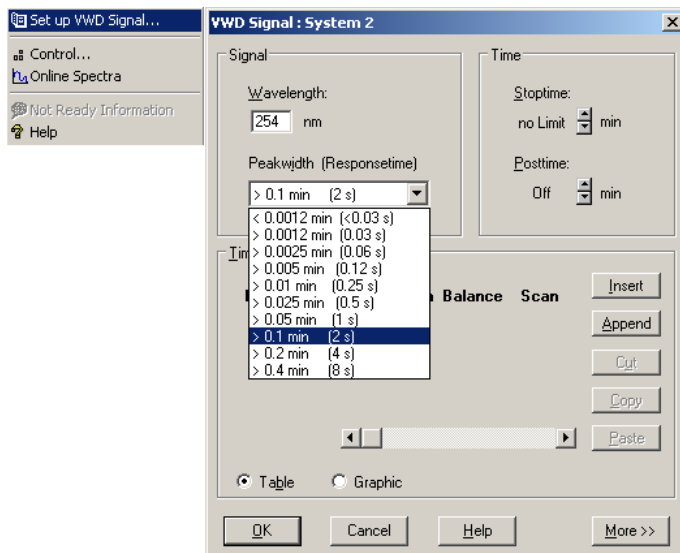 Set up VWD Signal...
Control...
Online Spectra
Not Ready Information
Help
VWD Signal : System 2
Signal
Wavelength:
254 nm
Peakwidth (Responsetime)
> 0.1 min (2 s)
< 0.0012 min (<0.03 s)
> 0.0012 min (0.03 s)
> 0.0025 min (0.06 s)
> 0.005 min (0.12 s)
> 0.01 min (0.25 s)
> 0.025 min (0.5 s)
> 0.05 min (1 s)
> 0.1 min (2 s)
> 0.2 min (4 s)
> 0.4 min (8 s)
Time
Stoptime:
no Limit min
Posttime:
Off min
Balance Scan
Insert
Append
Cut
Copy
Paste
Table Graphic
OK Cancel Help More >>